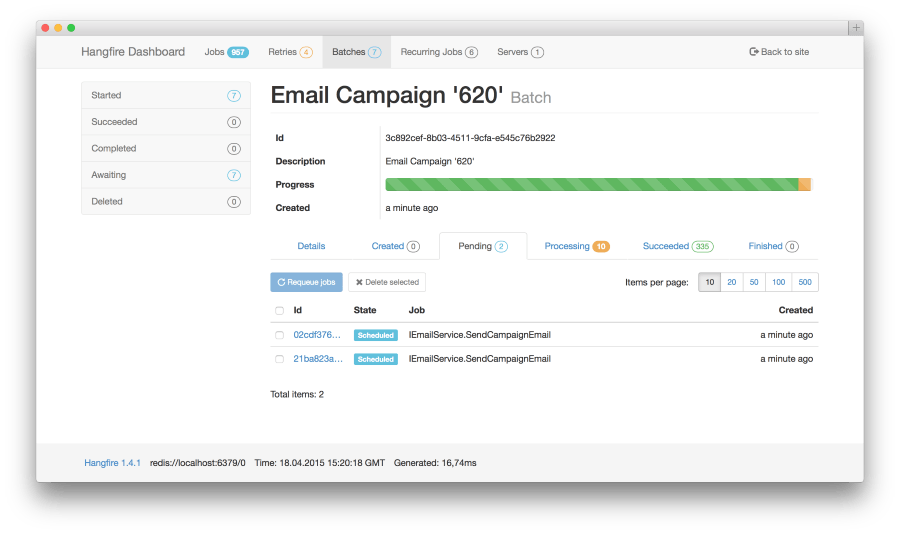 Hangfire Dashboard Jobs 967 Retries 4 Batches 7 Recurring Jobs 6 Servers 1 Back to site
Started 7
Succeeded 0
Completed 0
Awaiting 7
Deleted 0
Email Campaign '620' Batch
Id 3c892cef-8b03-4511-9cfa-e545c76b2922
Description Email Campaign '620'
Progress
Created a minute ago
Details Created 0 Pending 2 Processing 10 Succeeded 335 Finished 0
Requeue jobs Delete selected Items per page: 10 20 50 100 500
Id State Job Created
02cdf376... Scheduled IEmailService.SendCampaignEmail a minute ago
21ba823a... Scheduled IEmailService.SendCampaignEmail a minute ago
Total items: 2
Hangfire 1.4.1 redis://localhost:6379/0 Time: 18.04.2015 15:20:18 GMT Generated: 16,74ms